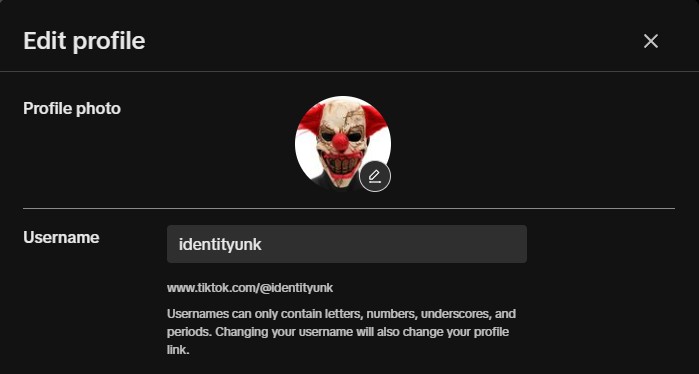 Edit profile
Profile photo
Username
identityunk
www.tiktok.com/@identityunk
Usernames can only contain letters, numbers, underscores, and
periods. Changing your username will also change your profile
link.